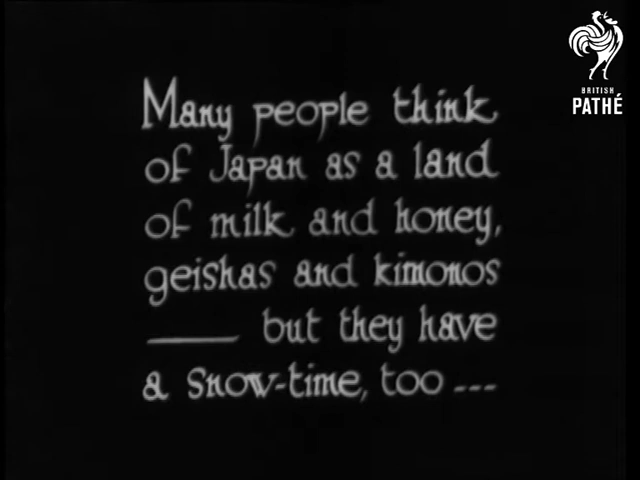 Many people think
of Japan as a land
of milk and honey,
geishas and kimonos
—— but they have
a snow-time, too ---
BRITISH
PATHÉ